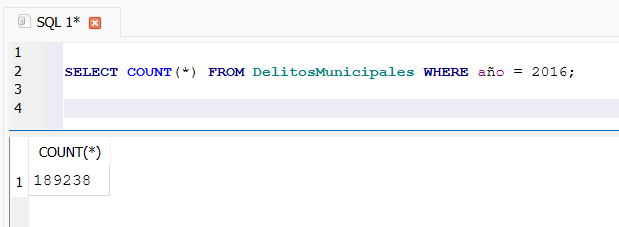 SQL 1*
1
2 SELECT COUNT(*) FROM DelitosMunicipales WHERE año = 2016;
3
4
COUNT(*)
1 189238